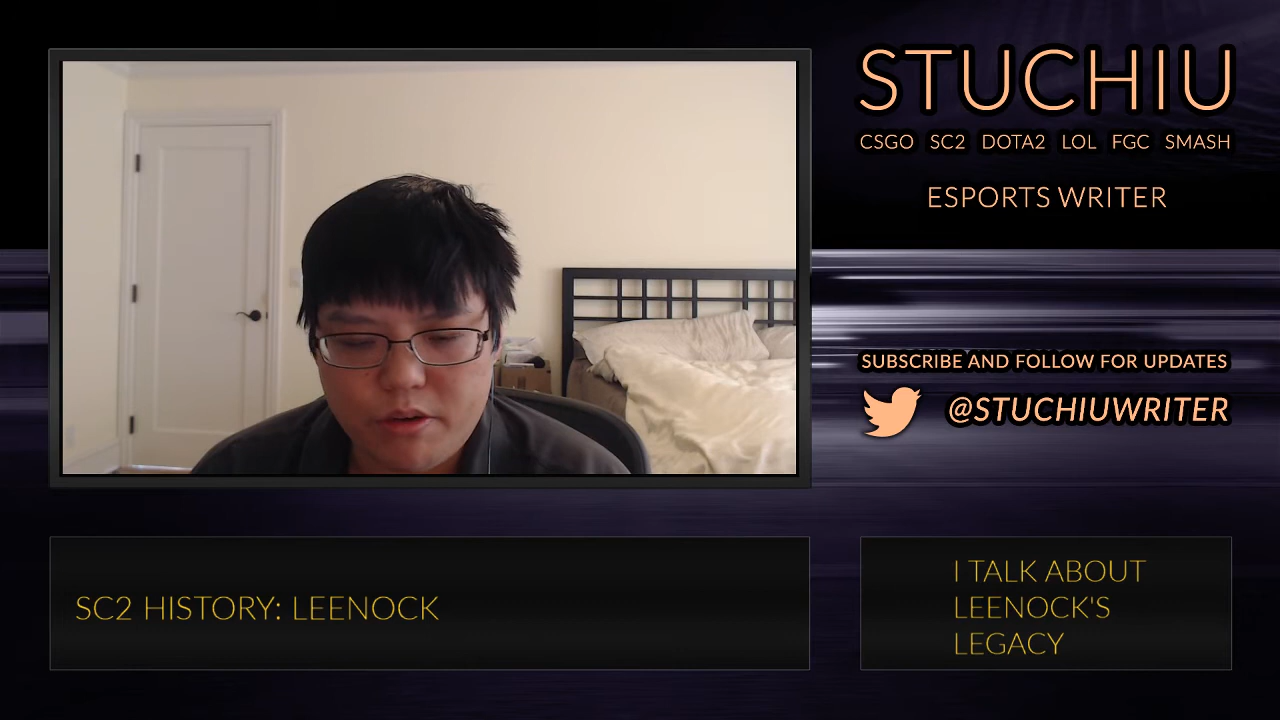 STUCHIU
CSGO SC2 DOTA2 LOL FGC SMASH
ESPORTS WRITER
SUBSCRIBE AND FOLLOW FOR UPDATES
@STUCHIUWRITER
SC2 HISTORY: LEENOCK
I TALK ABOUT
LEENOCK'S
LEGACY